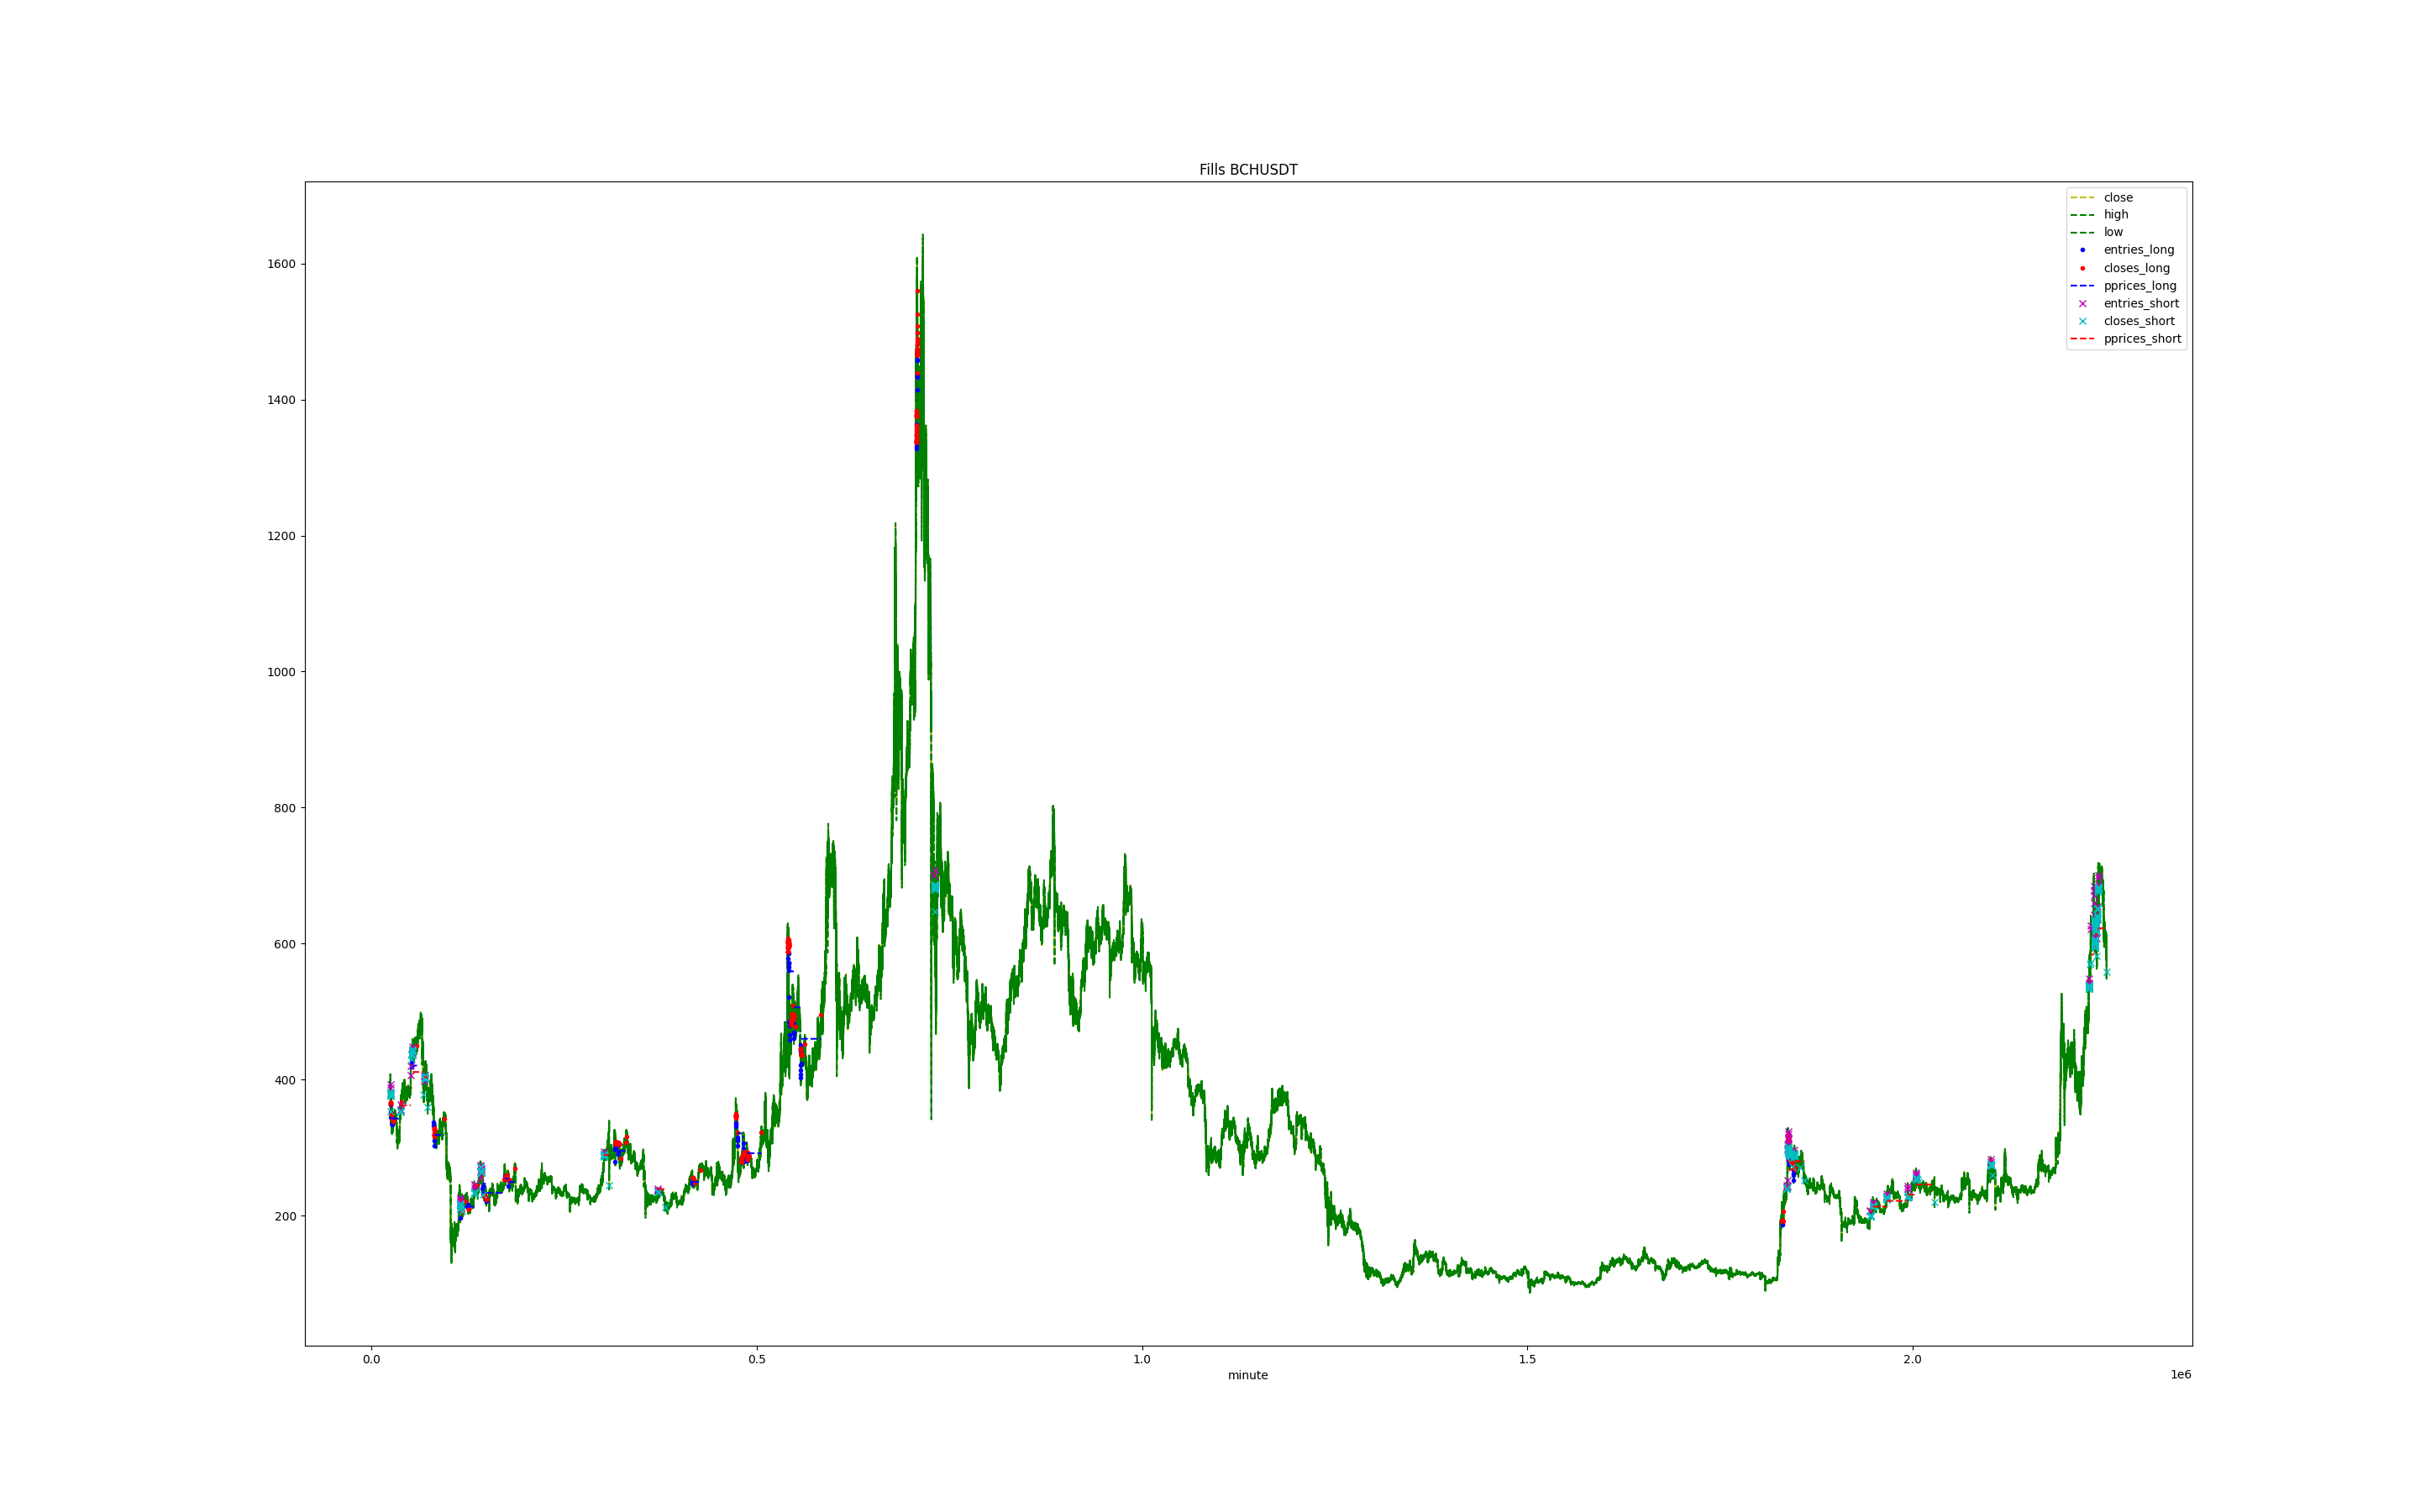 Fills BCHUSDT
close
high
low
entries_long
closes_long
pprices_long
entries_short
closes_short
pprices_short
1600
1400
1200
1000
800
600
400
200
0.0 0.5 1.0 1.5 2.0
minute
1e6